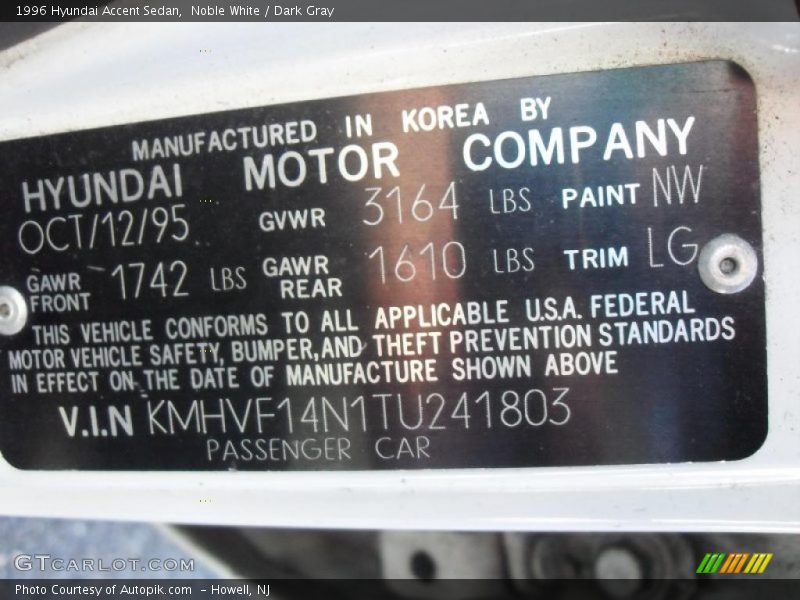 1996 Hyundai Accent Sedan,  Noble White / Dark Gray
MANUFACTURED IN KOREA BY
HYUNDAI MOTOR COMPANY
OCT/12/95 GVWR 3164 LBS PAINT NW
GAWR FRONT 1742 LBS GAWR REAR 1610 LBS TRIM LG
THIS VEHICLE CONFORMS TO ALL APPLICABLE U.S.A. FEDERAL
MOTOR VEHICLE SAFETY, BUMPER, AND THEFT PREVENTION STANDARDS
IN EFFECT ON THE DATE OF MANUFACTURE SHOWN ABOVE
V.I.N KMHVF14N1TU241803
PASSENGER CAR
GTCARLOT.COM
Photo Courtesy of Autopik.com  - Howell, NJ